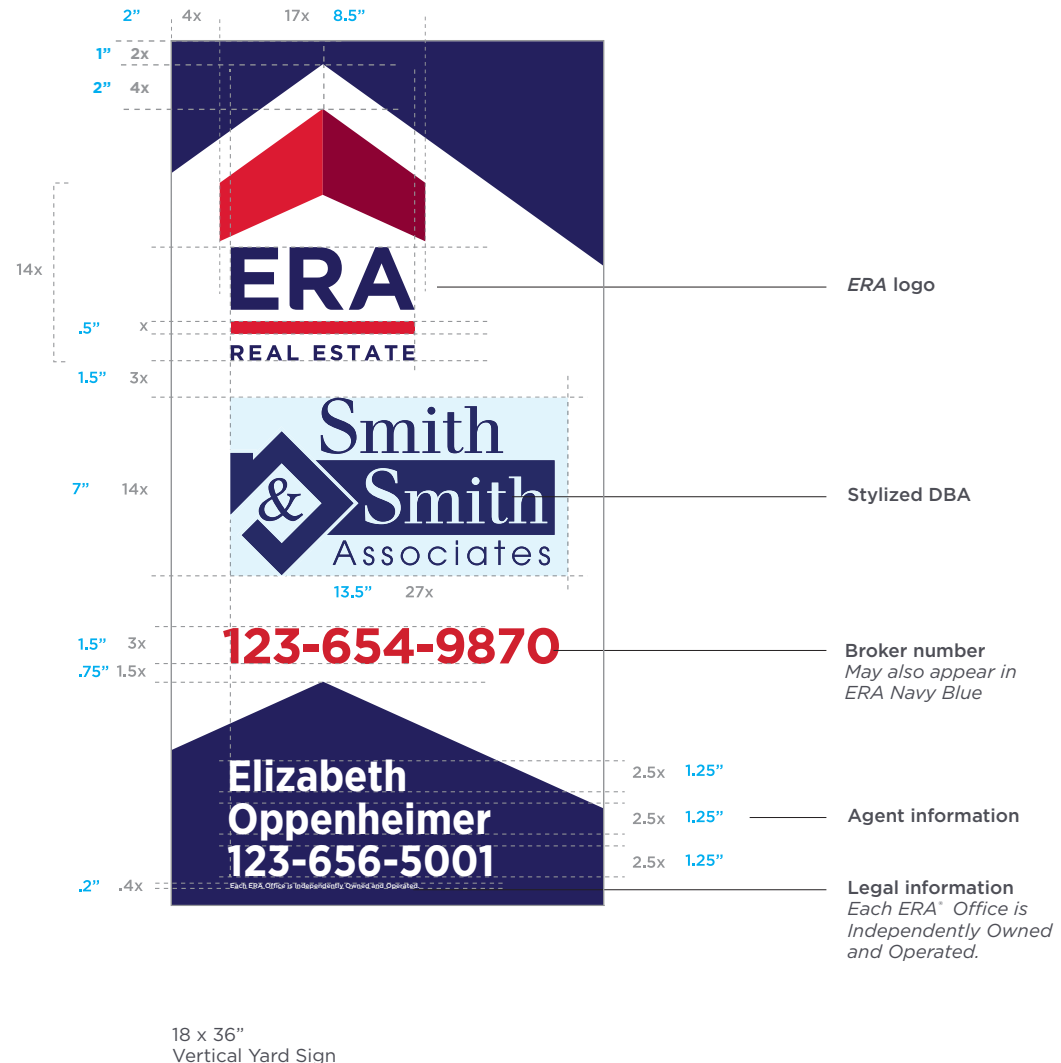 2” 4x 17x 8.5”
1” 2x
2” 4x
14x
ERA
.5” x
REAL ESTATE
ERA logo
1.5” 3x
Smith
7” 14x
& Smith
Stylized DBA
Associates
13.5” 27x
1.5” 3x
123-654-9870
Broker number
May also appear in
ERA Navy Blue
.75” 1.5x
Elizabeth
2.5x 1.25”
Oppenheimer
2.5x 1.25”
Agent information
123-656-5001
2.5x 1.25”
.2” .4x
Each ERA Office is Independently Owned and Operated.
Legal information
Each ERA® Office is
Independently Owned
and Operated.
18 x 36”
Vertical Yard Sign